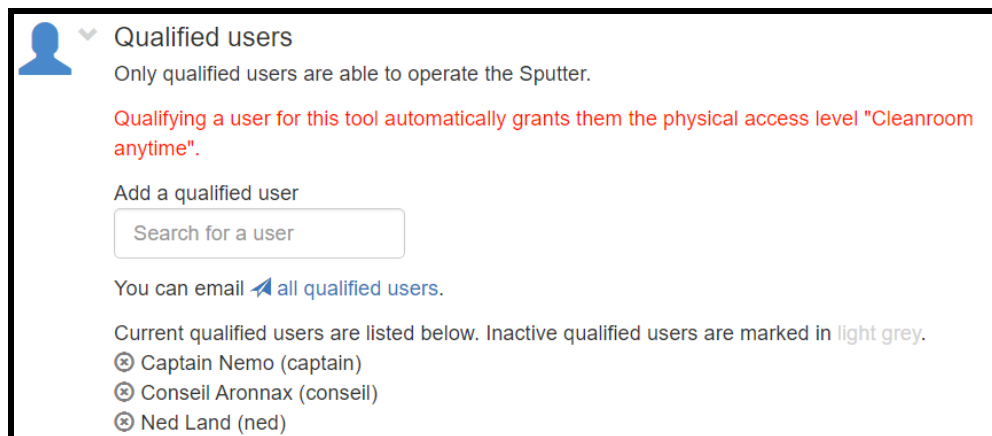 Qualified users
Only qualified users are able to operate the Sputter.
Qualifying a user for this tool automatically grants them the physical access level "Cleanroom
anytime".
Add a qualified user
Search for a user
You can email all qualified users.
Current qualified users are listed below. Inactive qualified users are marked in light grey.
Captain Nemo (captain)
Conseil Aronnax (conseil)
Ned Land (ned)